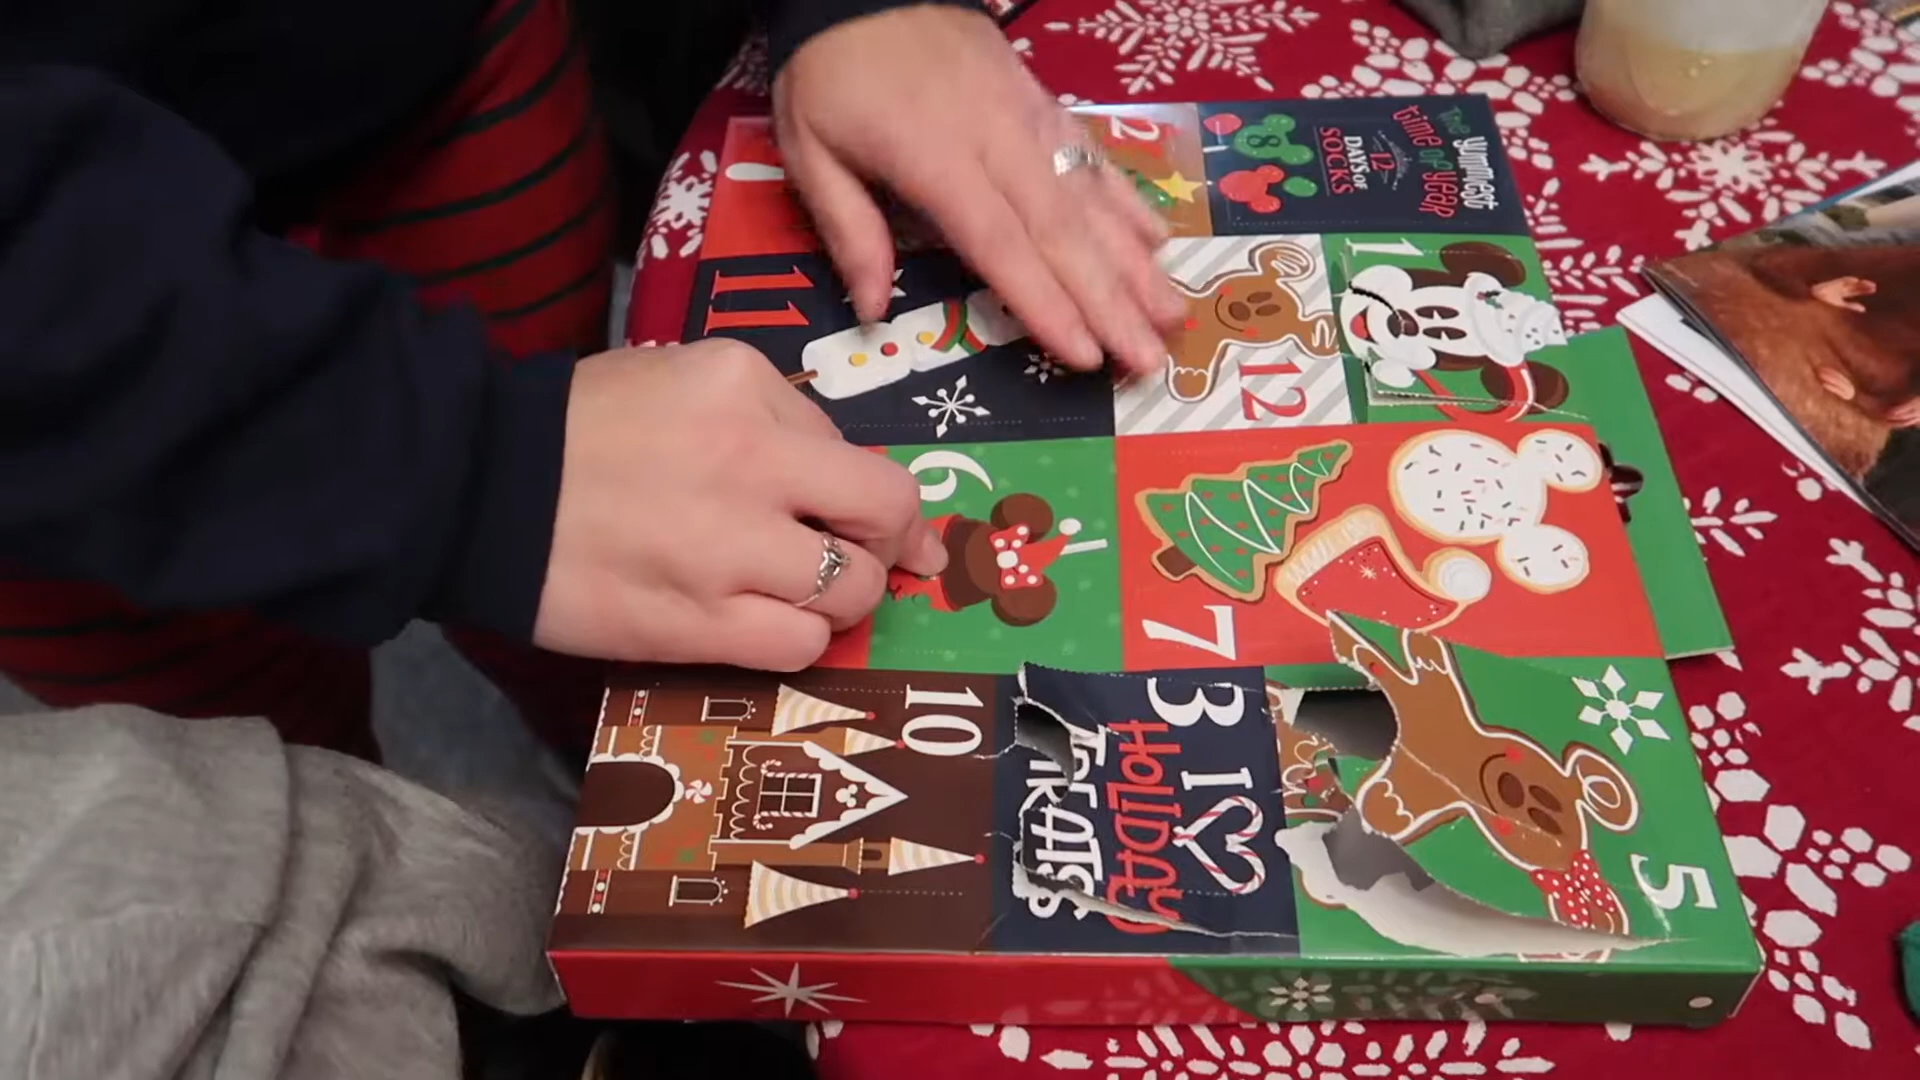 the
yummiest
time of year
12
DAYS OF
SOCKS
8
2
1
11
12
6
7
10
3
I
HOLIDAY
TREATS
5